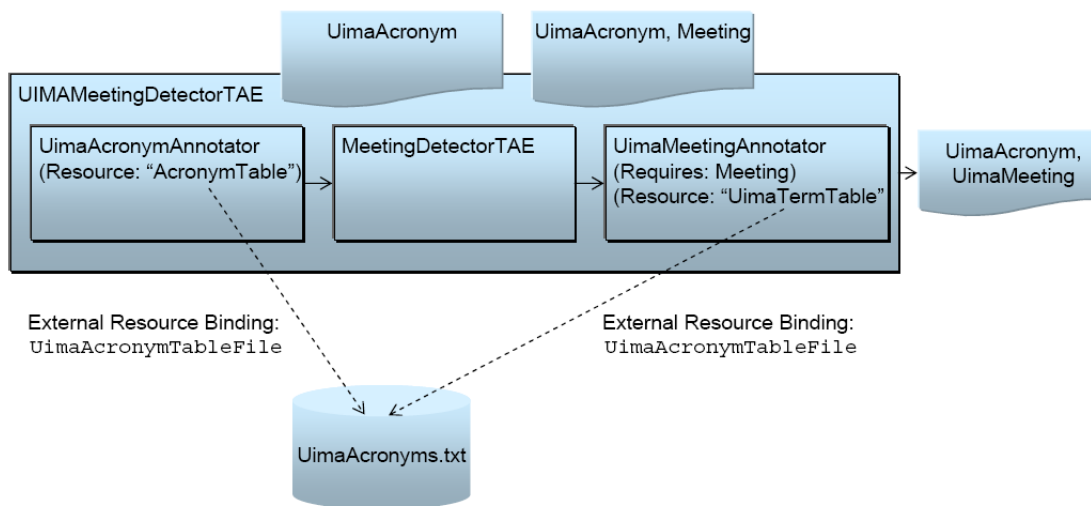 UimaAcronym
UimaAcronym, Meeting
UIMAMeetingDetectorTAE
UimaAcronymAnnotator
(Resource: “AcronymTable”)
MeetingDetectorTAE
UimaMeetingAnnotator
(Requires: Meeting)
(Resource: “UimaTermTable”
UimaAcronym,
UimaMeeting
External Resource Binding:
UimaAcronymTableFile
External Resource Binding:
UimaAcronymTableFile
UimaAcronyms.txt